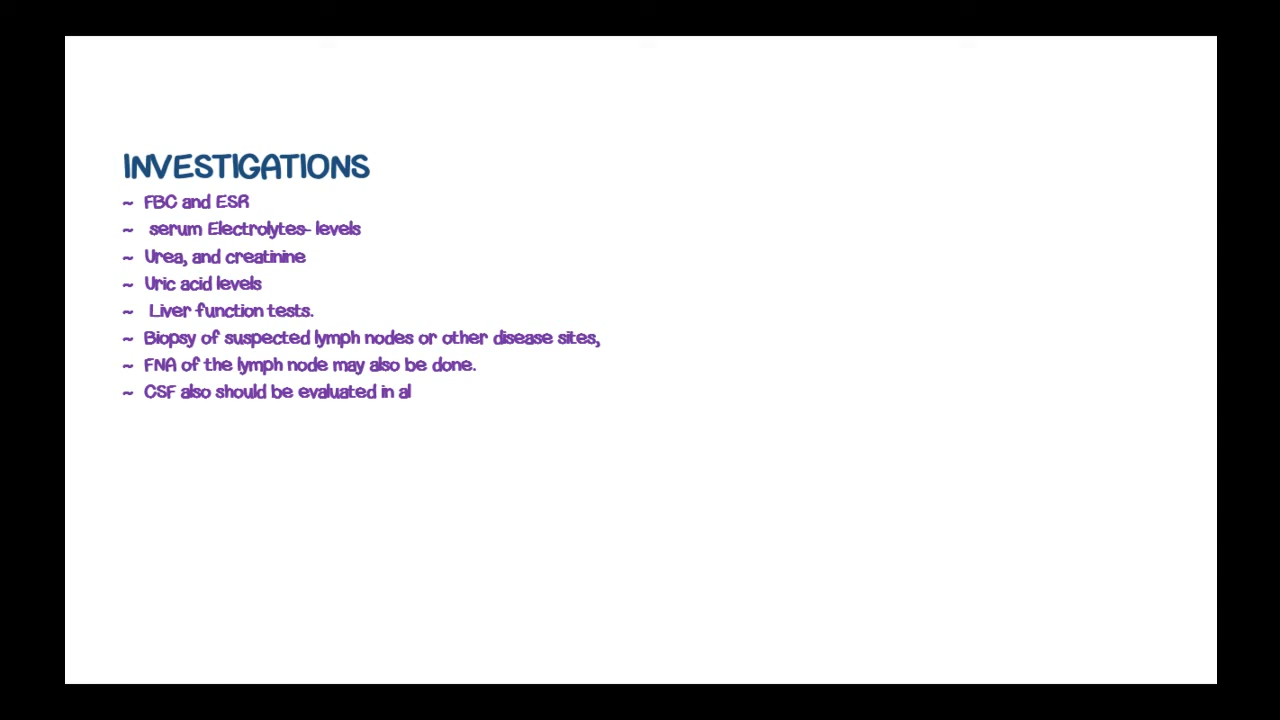 INVESTIGATIONS
~ FBC and ESR
~ serum Electrolytes- levels
~ Urea, and creatinine
~ Uric acid levels
~ Liver function tests.
~ Biopsy of suspected lymph nodes or other disease sites,
~ FNA of the lymph node may also be done.
~ CSF also should be evaluated in al